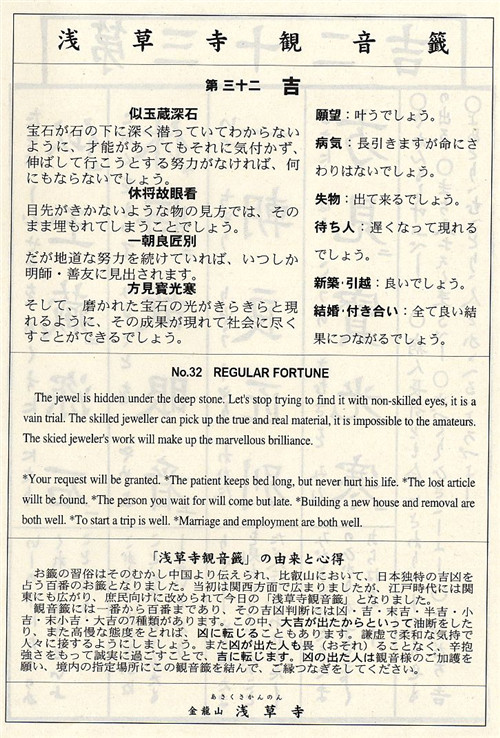 浅草寺観音籤
第三十二 吉
似玉蔵深石
宝石が石の下に深く潜っていてわからない
ように、才能があってもそれに気付かず、
伸ばして行こうとする努力がなければ、何
にもならないでしょう。
休将故眼看
目先がきかないような物の見方では、その
まま埋もれてしまうことでしょう。
一朝良匠別
だが地道な努力を続けていれば、いつしか
明師・善友に見出されます。
方見寳光寒
そして、磨かれた宝石の光がきらきらと現
れるように、その成果が現れて社会に尽く
すことができるでしょう。
願望：叶うでしょう。
病気：長引きますが命にさ
わりはないでしょう。
失物：出て来るでしょう。
待ち人：遅くなって現れる
でしょう。
新築・引越：良いでしょう。
結婚・付き合い：全て良い結
果につながるでしょう。
No.32 REGULAR FORTUNE
The jewel is hidden under the deep stone. Let's stop trying to find it with non-skilled eyes, it is a
vain trial. The skilled jeweller can pick up the true and real material, it is impossible to the amateurs.
The skied jeweler's work will make up the marvellous brilliance.
*Your request will be granted. *The patient keeps bed long, but never hurt his life. *The lost article
willt be found. *The person you wait for will come but late. *Building a new house and removal are
both well. *To start a trip is well. *Marriage and employment are both well.
「浅草寺観音籤」の由来と心得
お籤の習俗はそのむかし中国より伝えられ、比叡山において、日本独特の吉凶を
占う百番のお籤となりました。当初は関西方面で広まりましたが、江戸時代には関
東にも広がり、庶民向けに改められて今日の「浅草寺観音籤」となりました。
観音籤には一番から百番まであり、その吉凶判断には凶・吉・末吉・半吉・小
吉・末小吉・大吉の7種類があります。この中、大吉が出たからといって油断をした
り、また高慢な態度をとれば、凶に転じることもあります。謙虚で柔和な気持で
人々に接するようにしましょう。また凶が出た人も畏（おそれ）ることなく、辛抱
強さをもって誠実に過ごすことで、吉に転じます。凶の出た人は観音様のご加護を
願い、境内の指定場所にこの観音籤を結んで、ご縁つなぎをしてください。
あさくさかんのん
金龍山 浅草寺